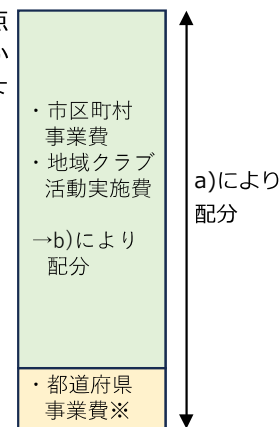 ・市区町村
事業費
・地域クラブ
活動実施費
→b)により
配分
a)により
配分
・都道府県
事業費※